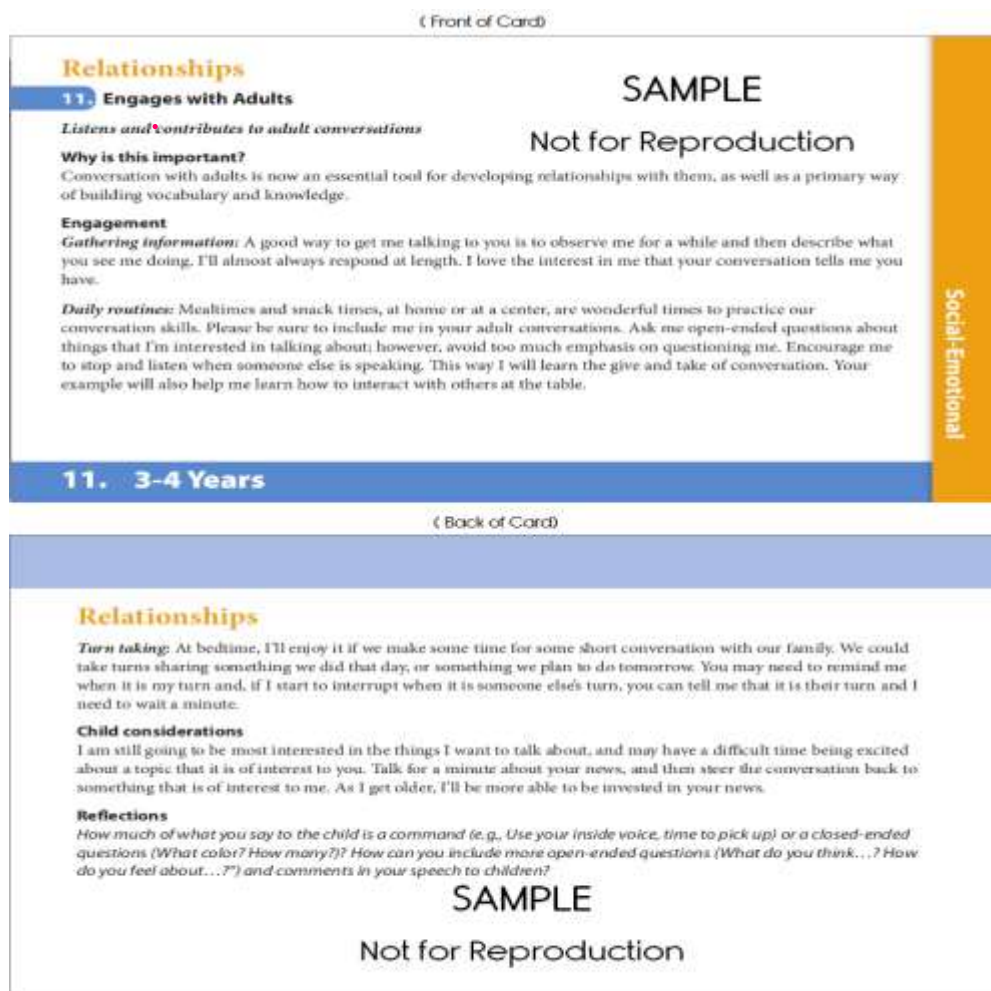 ( Front of Card)
Relationships
SAMPLE
11. Engages with Adults
Listens and contributes to adult conversations
Not for Reproduction
Why is this important?
Conversation with adults is now an essential tool for developing relationships with them, as well as a primary way
of building vocabulary and knowledge.
Engagement
Gathering information: A good way to get me talking to you is to observe me for a while and then describe what
you see me doing. I'll almost always respond at length. I love the interest in me that your conversation tells me you
have.
Daily routines: Mealtimes and snack times, at home or at a center, are wonderful times to practice our
conversation skills. Please be sure to include me in your adult conversations. Ask me open-ended questions about
things that I'm interested in talking about; however, avoid too much emphasis on questioning me. Encourage me
to stop and listen when someone else is speaking. This way I will learn the give and take of conversation. Your
example will also help me learn how to interact with others at the table.
Social-Emotional
11. 3-4 Years
( Back of Card)
Relationships
Turn taking: At bedtime, I'll enjoy it if we make some time for some short conversation with our family. We could
take turns sharing something we did that day, or something we plan to do tomorrow. You may need to remind me
when it is my turn and, if I start to interrupt when it is someone else's turn, you can tell me that it is their turn and I
need to wait a minute.
Child considerations
I am still going to be most interested in the things I want to talk about, and may have a difficult time being excited
about a topic that it is of interest to you. Talk for a minute about your news, and then steer the conversation back to
something that is of interest to me. As I get older, I'll be more able to be invested in your news.
Reflections
How much of what you say to the child is a command (e.g., Use your inside voice, time to pick up) or a closed-ended
questions (What color? How many?)? How can you include more open-ended questions (What do you think...? How
do you feel about...?") and comments in your speech to children?
SAMPLE
Not for Reproduction